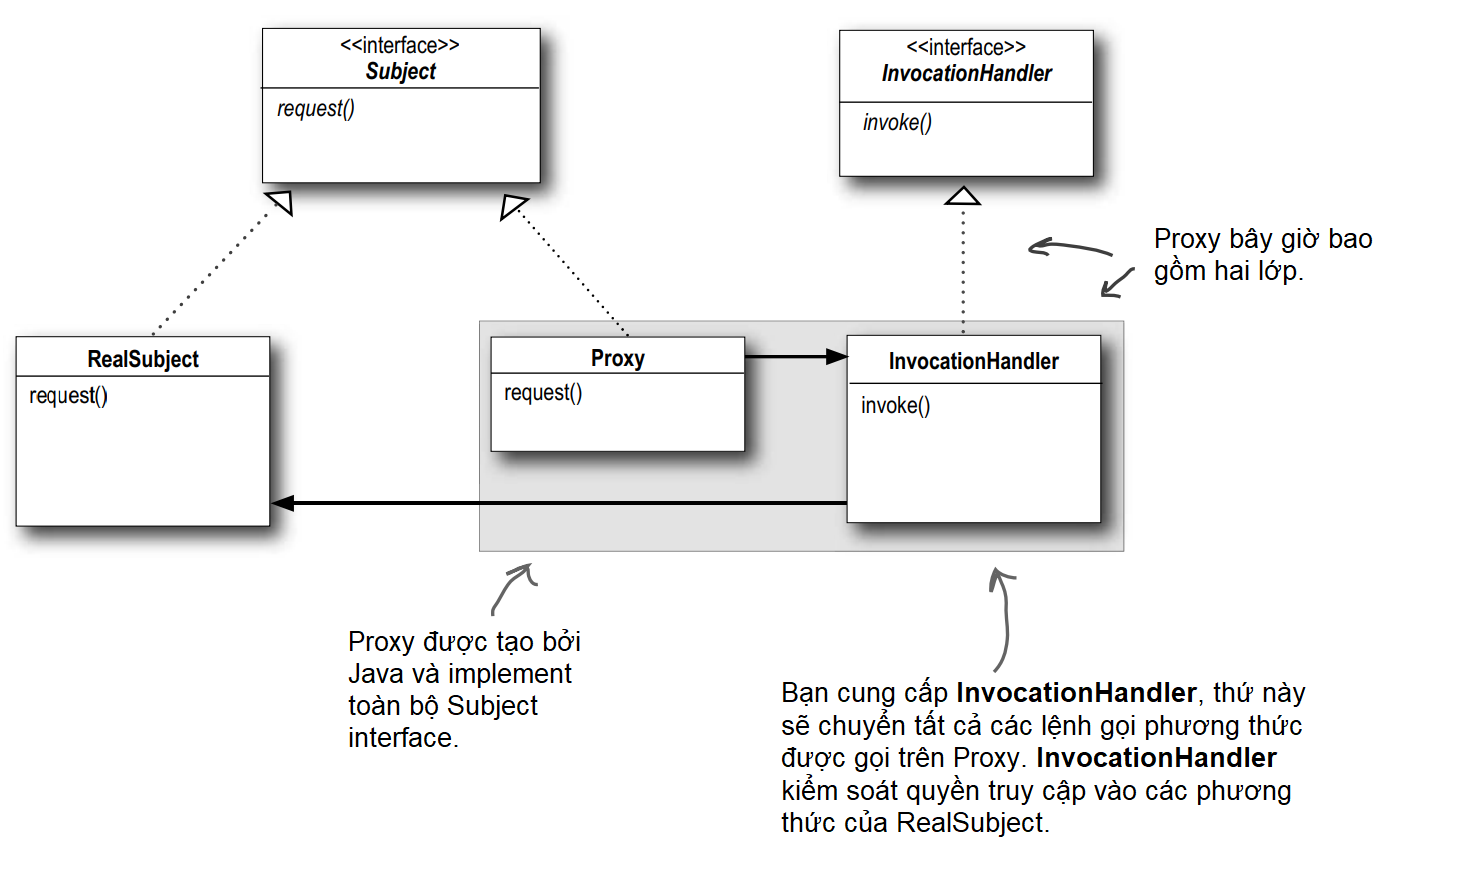 <<interface>>
Subject
request()
<<interface>>
InvocationHandler
invoke()
Proxy bây giờ bao
gồm hai lớp.
RealSubject
request()
Proxy
request()
InvocationHandler
invoke()
Proxy được tạo bởi
Java và implement
toàn bộ Subject
interface.
Bạn cung cấp InvocationHandler, thứ này
sẽ chuyển tất cả các lệnh gọi phương thức
được gọi trên Proxy. InvocationHandler
kiểm soát quyền truy cập vào các phương
thức của RealSubject.